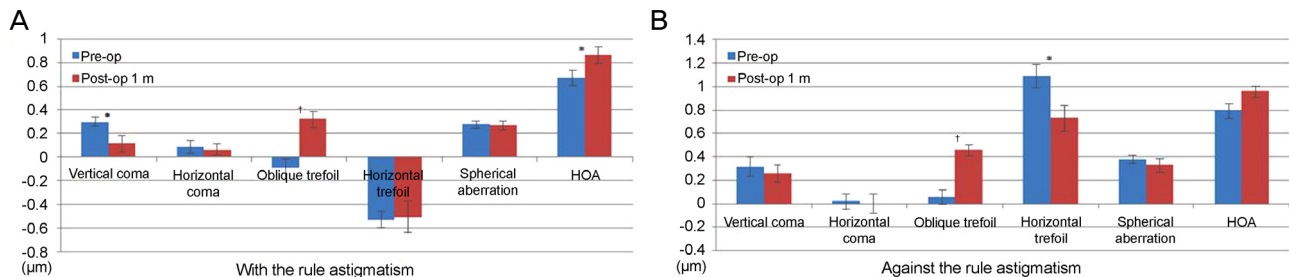 A
1
0.8
0.6
0.4
0.2
0
-0.2
-0.4
-0.6
-0.8
(µm)
Pre-op
Post-op 1 m
*
†
*
Vertical coma
Horizontal
coma
Oblique trefoil
Horizontal
trefoil
Spherical
aberration
HOA
With the rule astigmatism
B
1.4
1.2
1
0.8
0.6
0.4
0.2
0
-0.2
0.4
(µm)
Pre-op
Post-op 1 m
†
*
Vertical coma
Horizontal
coma
Oblique trefoil
Horizontal
trefoil
Spherical
aberration
HOA
Against the rule astigmatism